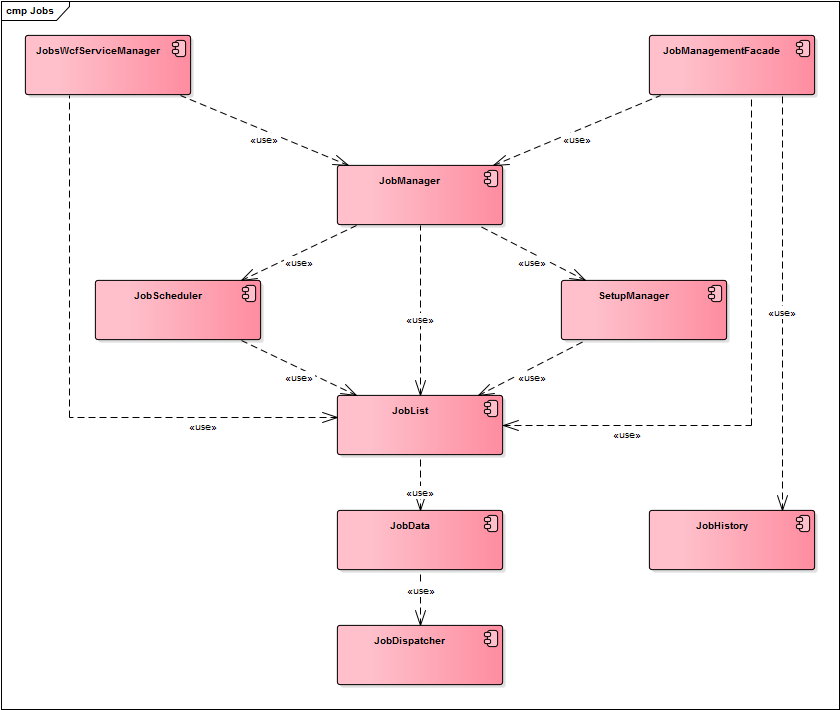 cmp Jobs
JobsWcfServiceManager
JobManagementFacade
«use»
«use»
JobManager
«use»
«use»
JobScheduler
SetupManager
«use»
«use»
«use»
«use»
JobList
«use»
«use»
«use»
JobData
JobHistory
«use»
JobDispatcher